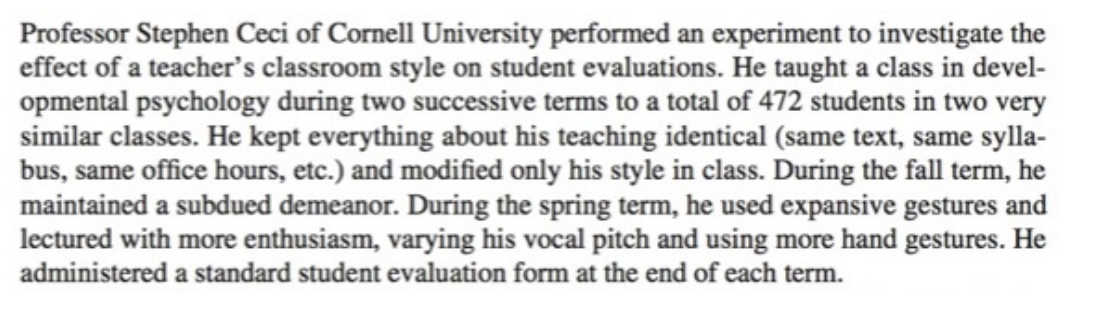 Professor Stephen Ceci of Cornell University performed an experiment to investigate the
effect of a teacher's classroom style on student evaluations. He taught a class in devel-
opmental psychology during two successive terms to a total of 472 students in two very
similar classes. He kept everything about his teaching identical (same text, same sylla-
bus, same office hours, etc.) and modified only his style in class. During the fall term, he
maintained a subdued demeanor. During the spring term, he used expansive gestures and
lectured with more enthusiasm, varying his vocal pitch and using more hand gestures. He
administered a standard student evaluation form at the end of each term.